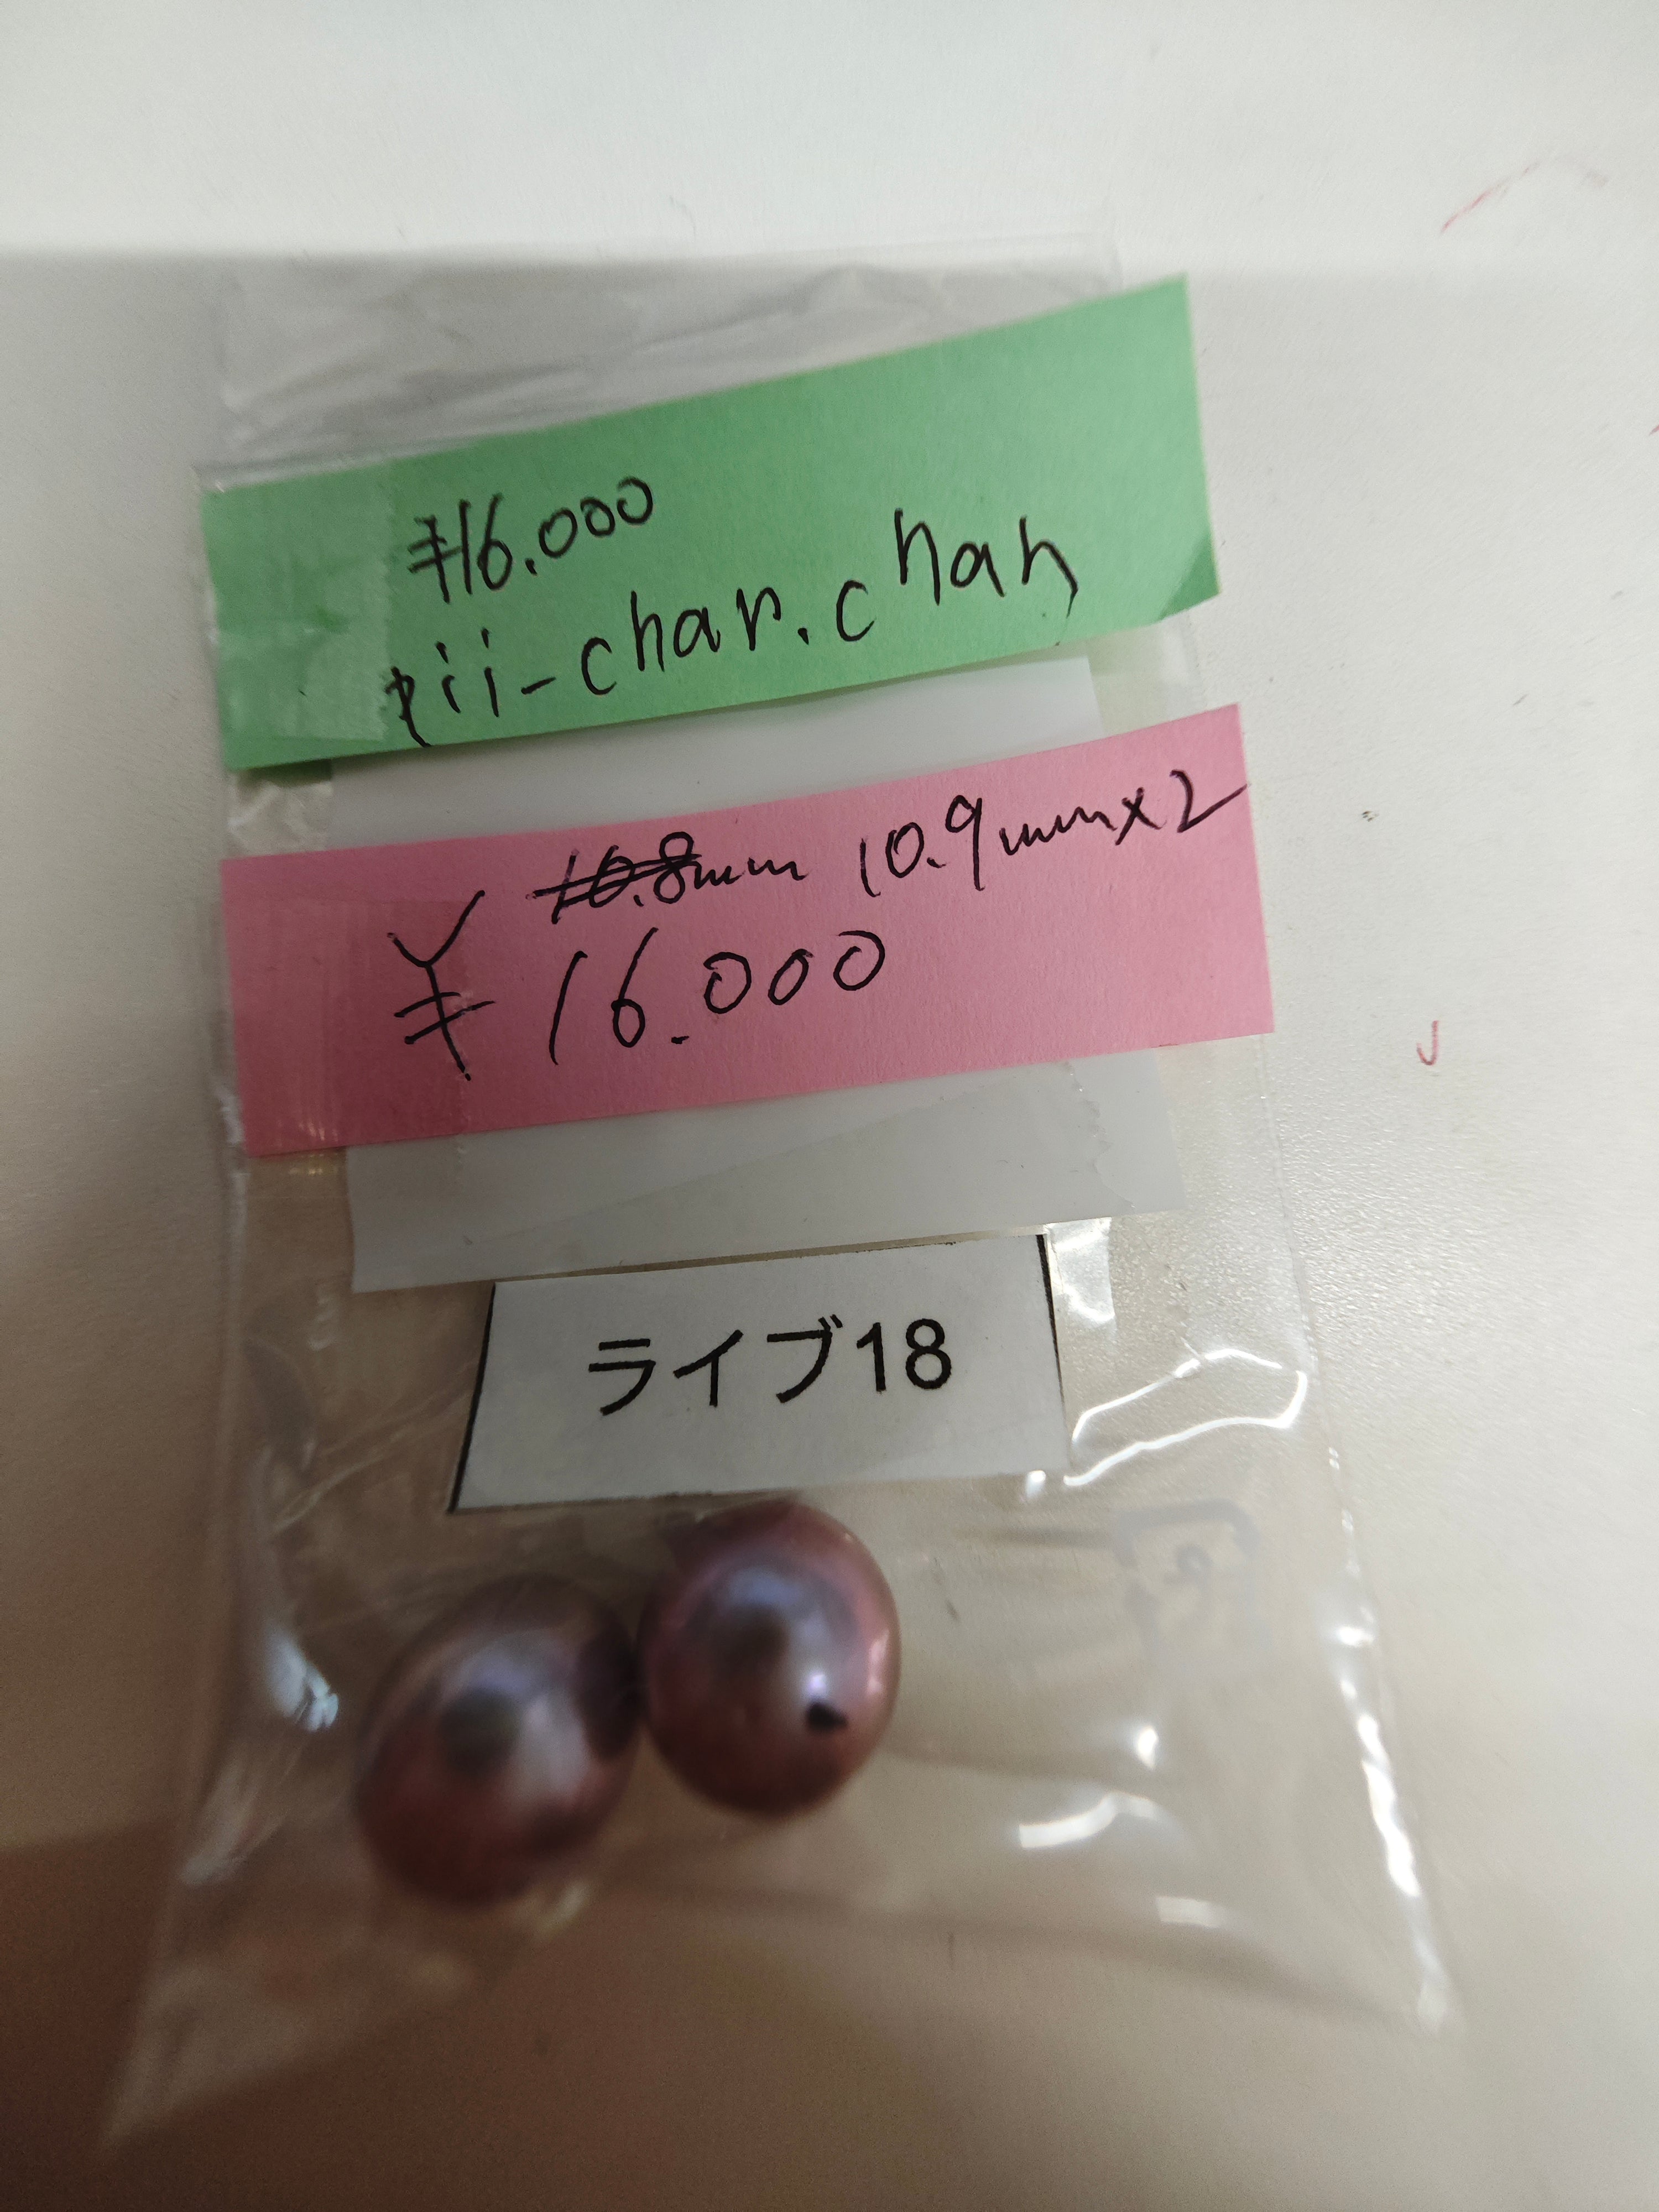 ¥16.000
pii-char.chan
10.8mm 10.9mm×2
¥16.000
ライブ18